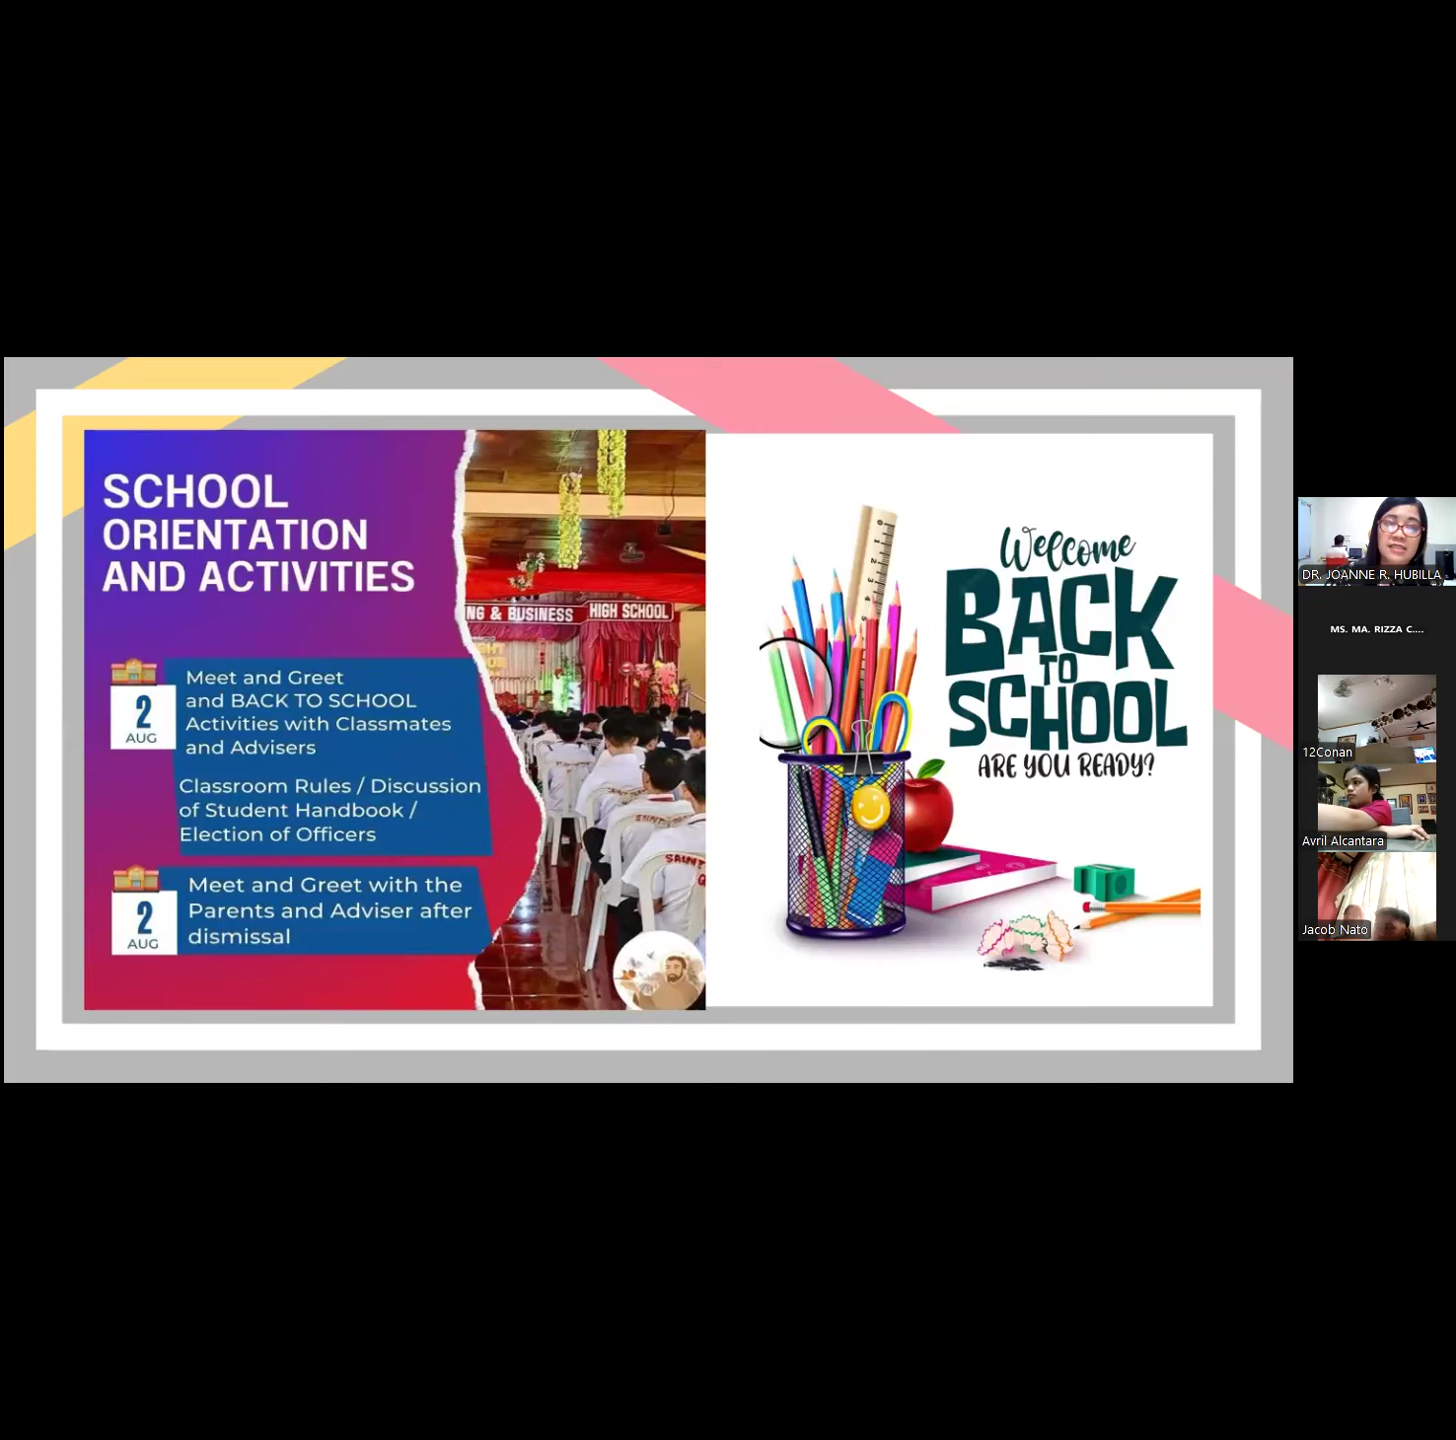 SCHOOL
ORIENTATION
AND ACTIVITIES
2
AUG
Meet and Greet
and BACK TO SCHOOL
Activities with Classmates
and Advisers
Classroom Rules / Discussion
of Student Handbook /
Election of Officers
2
AUG
Meet and Greet with the
Parents and Adviser after
dismissal
& BUSINESS HIGH SCHOOL
SAINT
Welcome
BACK
TO
SCHOOL
ARE YOU READY?
DR. JOANNE R. HUBILLA
MS. MA. RIZZA C....
12Conan
Avril Alcantara
Jacob Nato